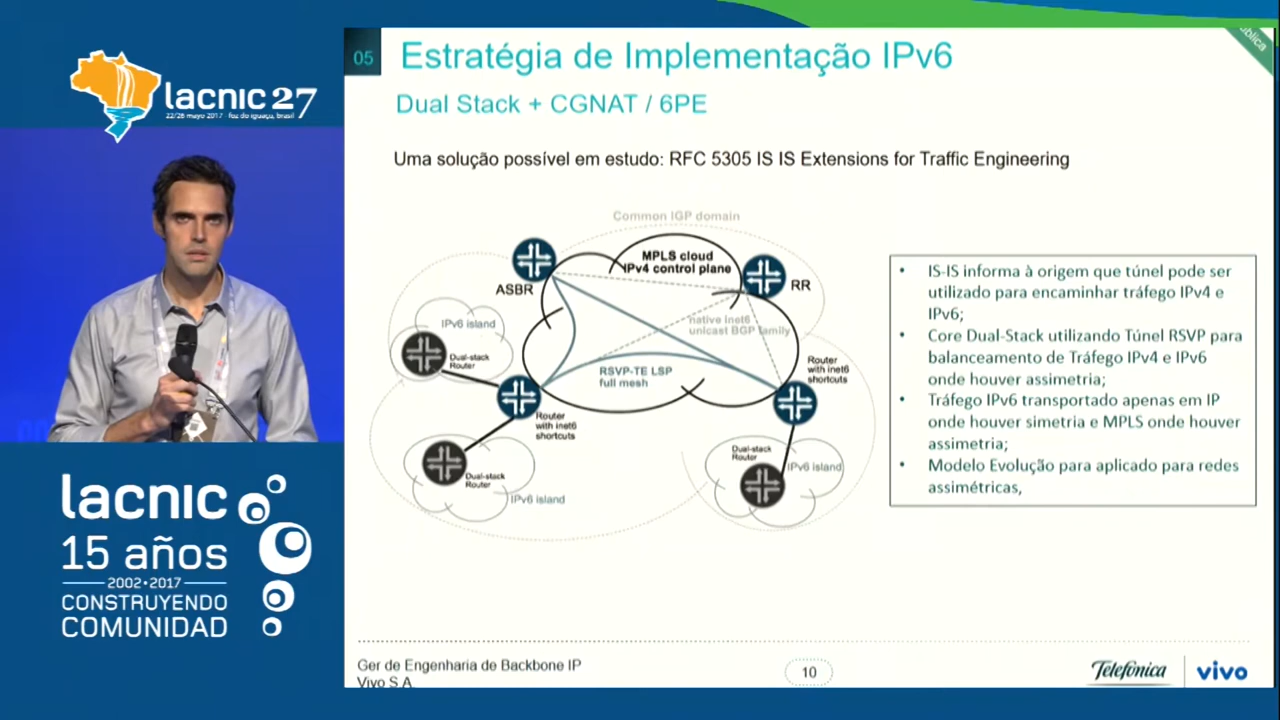 lacnic 27
22/26 mayo 2017 - foz do iguaçu, brasil
lacnic
15 años
2002•2017
CONSTRUYENDO
COMUNIDAD
05
Estratégia de Implementação IPv6
Pública
Dual Stack + CGNAT / 6PE
Uma solução possível em estudo: RFC 5305 IS IS Extensions for Traffic Engineering
Common IGP domain
MPLS cloud
IPv4 control plane
ASBR
RR
IPv6 island
native inet6
unicast BGP family
Dual-stack
Router
RSVP-TE LSP
full mesh
Router
with inet6
shortcuts
Router
with inet6
shortcuts
Dual-stack
Router
IPv6 island
Dual-stack
Router
IPv6 island
• IS-IS informa à origem que túnel pode ser
utilizado para encaminhar tráfego IPv4 e
IPv6;
• Core Dual-Stack utilizando Túnel RSVP para
balanceamento de Tráfego IPv4 e IPv6
onde houver assimetria;
• Tráfego IPv6 transportado apenas em IP
onde houver simetria e MPLS onde houver
assimetria;
• Modelo Evolução para aplicado para redes
assimétricas,
Ger de Engenharia de Backbone IP
Vivo S.A.
10
Telefónica
vivo